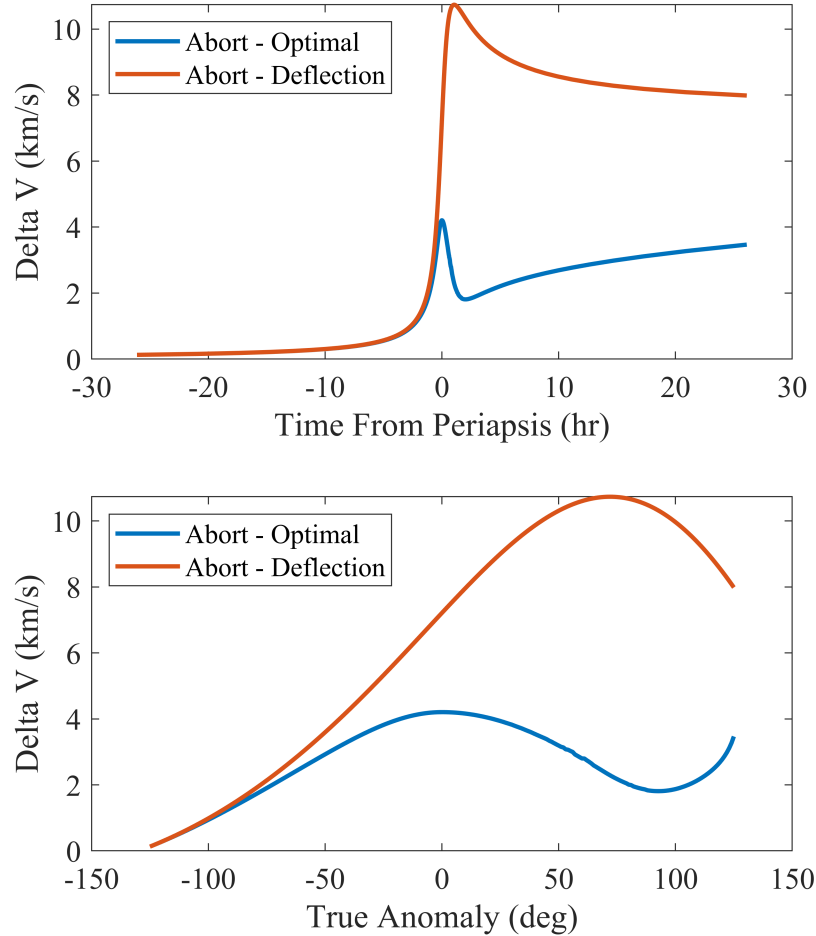 10
8
6
4
2
0
Delta V (km/s)
Abort - Optimal
Abort - Deflection
-30 -20 -10 0 10 20 30
Time From Periapsis (hr)
10
8
6
4
2
0
Delta V (km/s)
Abort - Optimal
Abort - Deflection
-150 -100 -50 0 50 100 150
True Anomaly (deg)